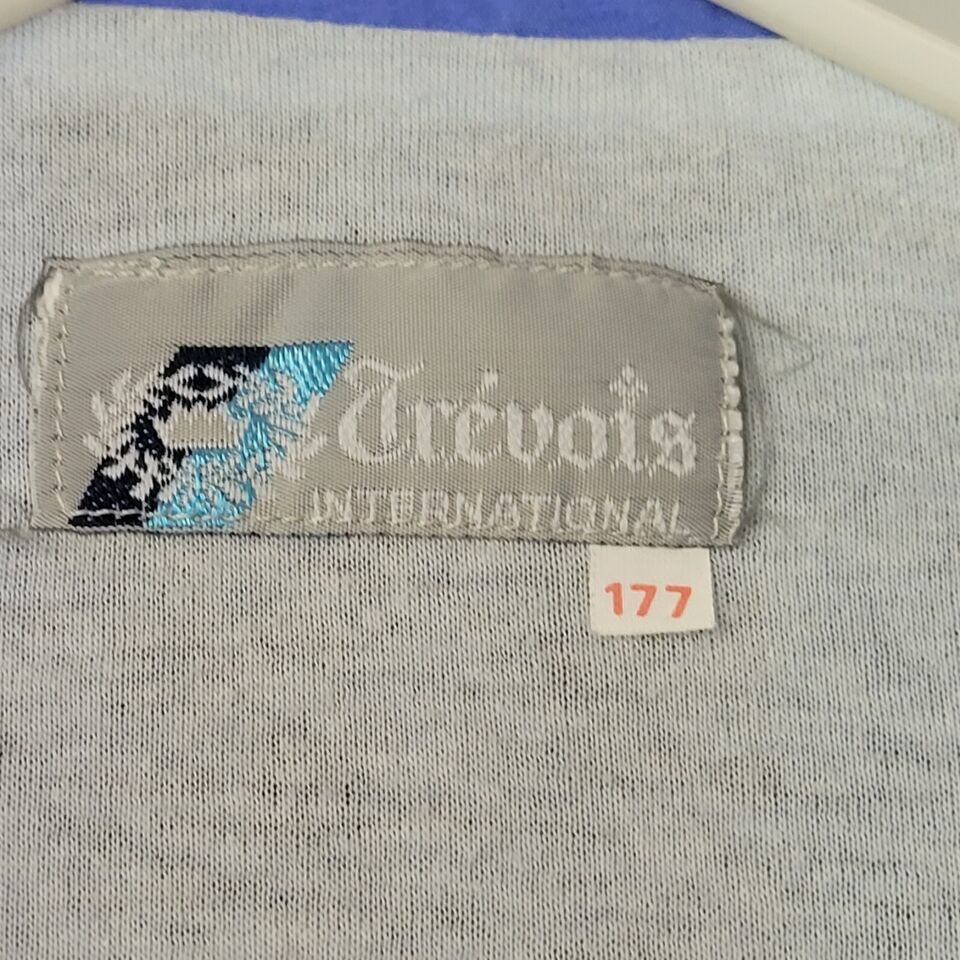 Trévois
INTERNATIONAL
177